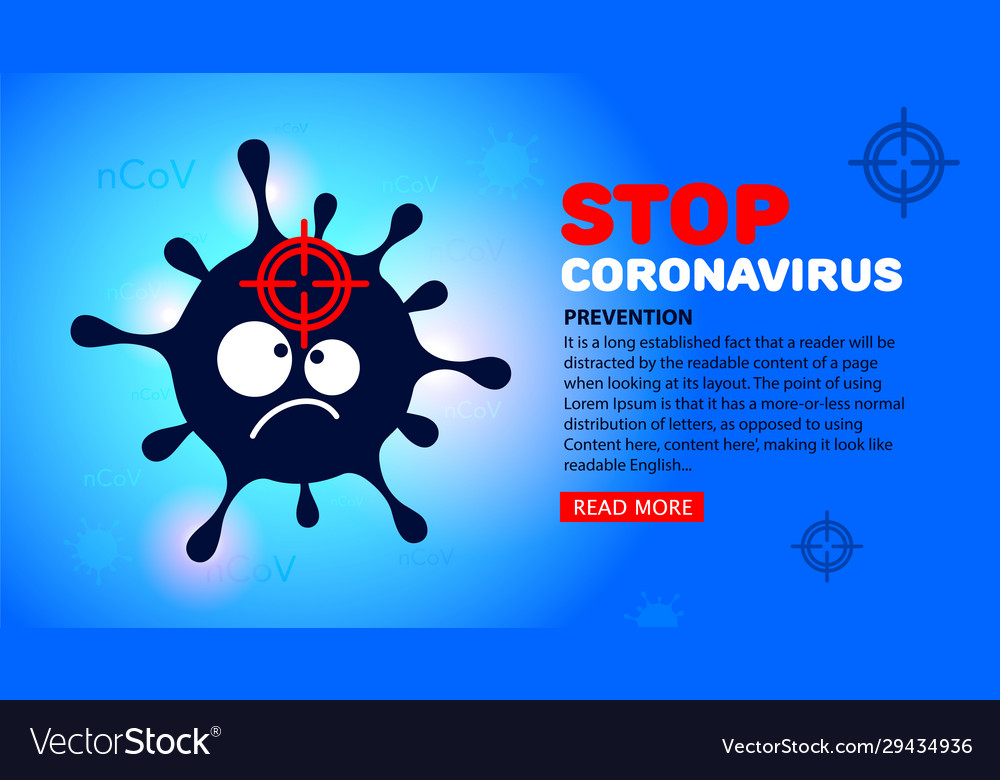 nCoV
nCoV
nCoV
nCoV
nCoV
nCoV
nCoV
nCoV
nCoV
nCoV
nCoV
nCoV
STOP
CORONAVIRUS
PREVENTION
It is a long established fact that a reader will be
distracted by the readable content of a page
when looking at its layout. The point of using
Lorem Ipsum is that it has a more-or-less normal
distribution of letters, as opposed to using
Content here, content here', making it look like
readable English...
READ MORE
VectorStock®
VectorStock.com/29434936